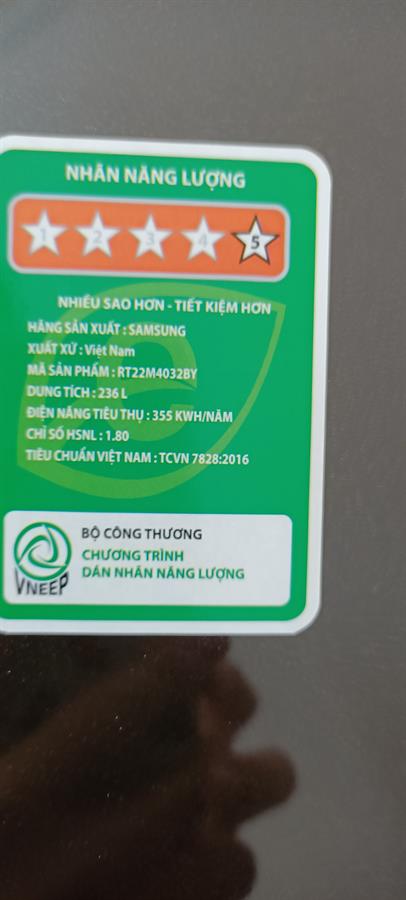 NHÃN NĂNG LƯỢNG
1 2 3 4 5
NHIỀU SAO HƠN - TIẾT KIỆM HƠN
HÃNG SẢN XUẤT : SAMSUNG
XUẤT XỨ : Việt Nam
MÃ SẢN PHẨM : RT22M4032BY
DUNG TÍCH : 236 L
ĐIỆN NĂNG TIÊU THỤ : 355 KWH/NĂM
CHỈ SỐ HSNL : 1.80
TIÊU CHUẨN VIỆT NAM : TCVN 7828:2016
BỘ CÔNG THƯƠNG
CHƯƠNG TRÌNH
DÁN NHÃN NĂNG LƯỢNG
VNEEP